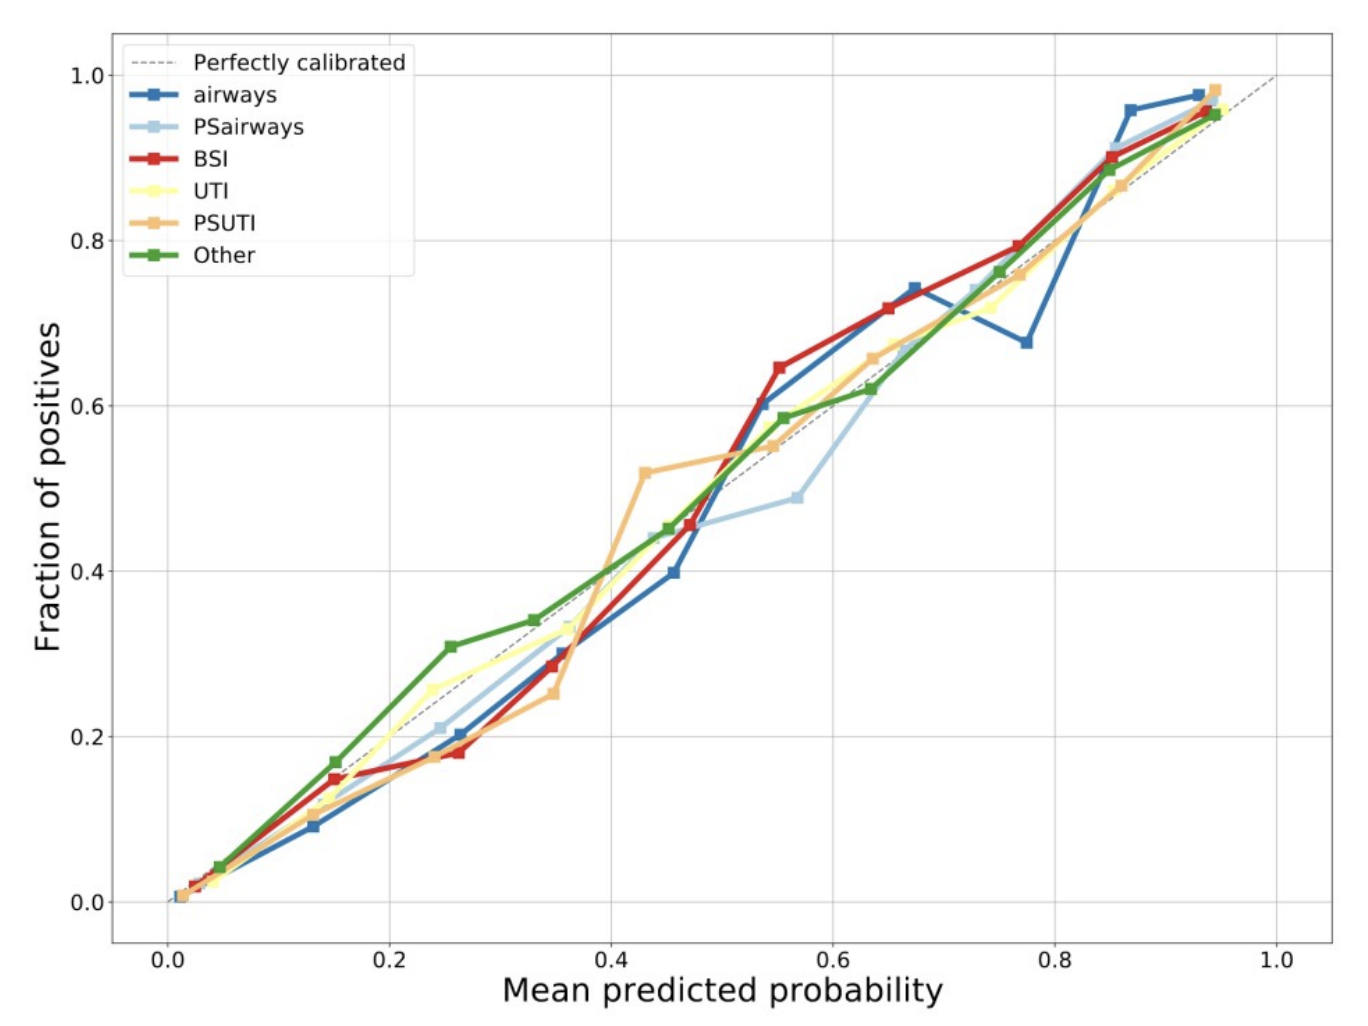 Perfectly calibrated
airways
PSairways
BSI
UTI
PSUTI
Other
1.0
0.8
0.6
0.4
0.2
0.0
Fraction of positives
0.0 0.2 0.4 0.6 0.8 1.0
Mean predicted probability